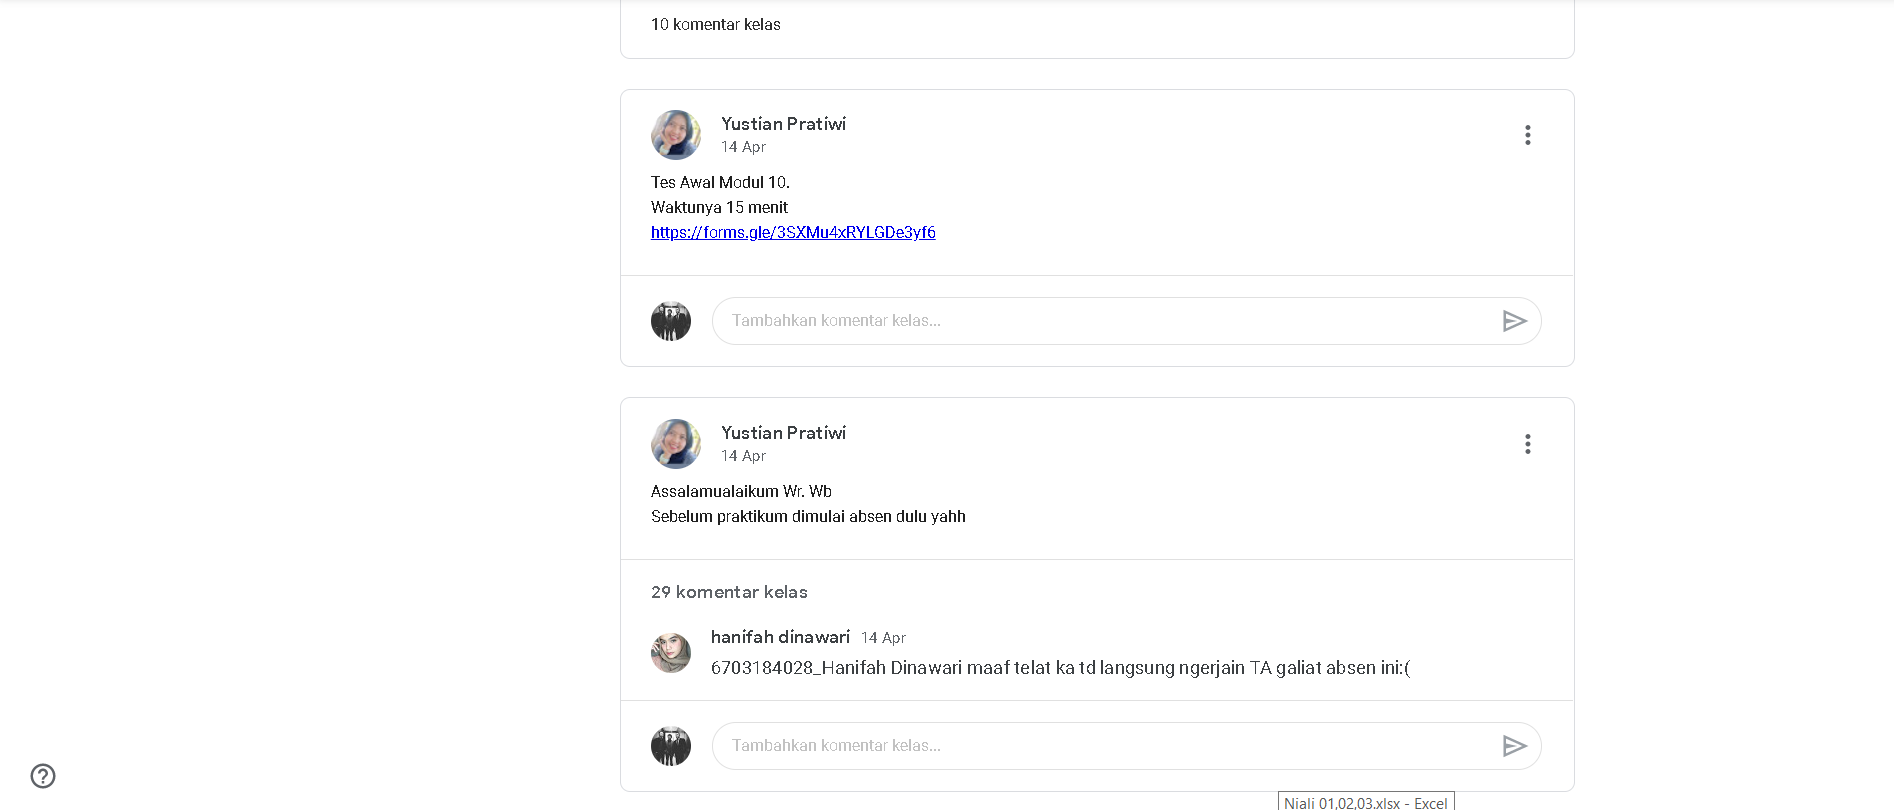 10 komentar kelas
Yustian Pratiwi
14 Apr
Tes Awal Modul 10.
Waktunya 15 menit
https://forms.gle/3SXMu4xRYLGDe3yf6
Tambahkan komentar kelas...
Yustian Pratiwi
14 Apr
Assalamualaikum Wr. Wb
Sebelum praktikum dimulai absen dulu yahh
29 komentar kelas
hanifah dinawari 14 Apr
6703184028_Hanifah Dinawari maaf telat ka td langsung ngerjain TA galiat absen ini:(
Tambahkan komentar kelas...
Niali 01,02,03.xlsx - Excel